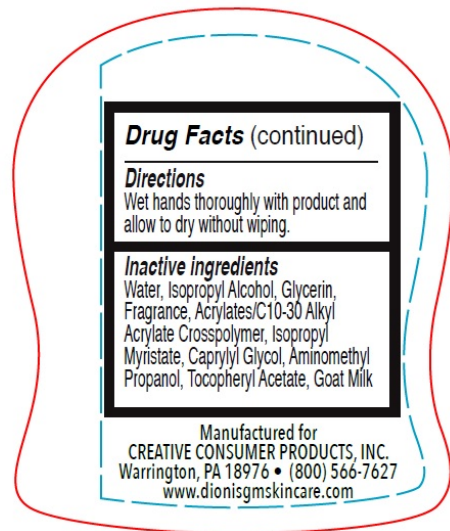 Drug Facts (continued)
Directions
Wet hands thoroughly with product and
allow to dry without wiping.
Inactive ingredients
Water, Isopropyl Alcohol, Glycerin,
Fragrance, Acrylates/C10-30 Alkyl
Acrylate Crosspolymer, Isopropyl
Myristate, Caprylyl Glycol, Aminomethyl
Propanol, Tocopheryl Acetate, Goat Milk
Manufactured for
CREATIVE CONSUMER PRODUCTS, INC.
Warrington, PA 18976 • (800) 566-7627
www.dionisgmskincare.com